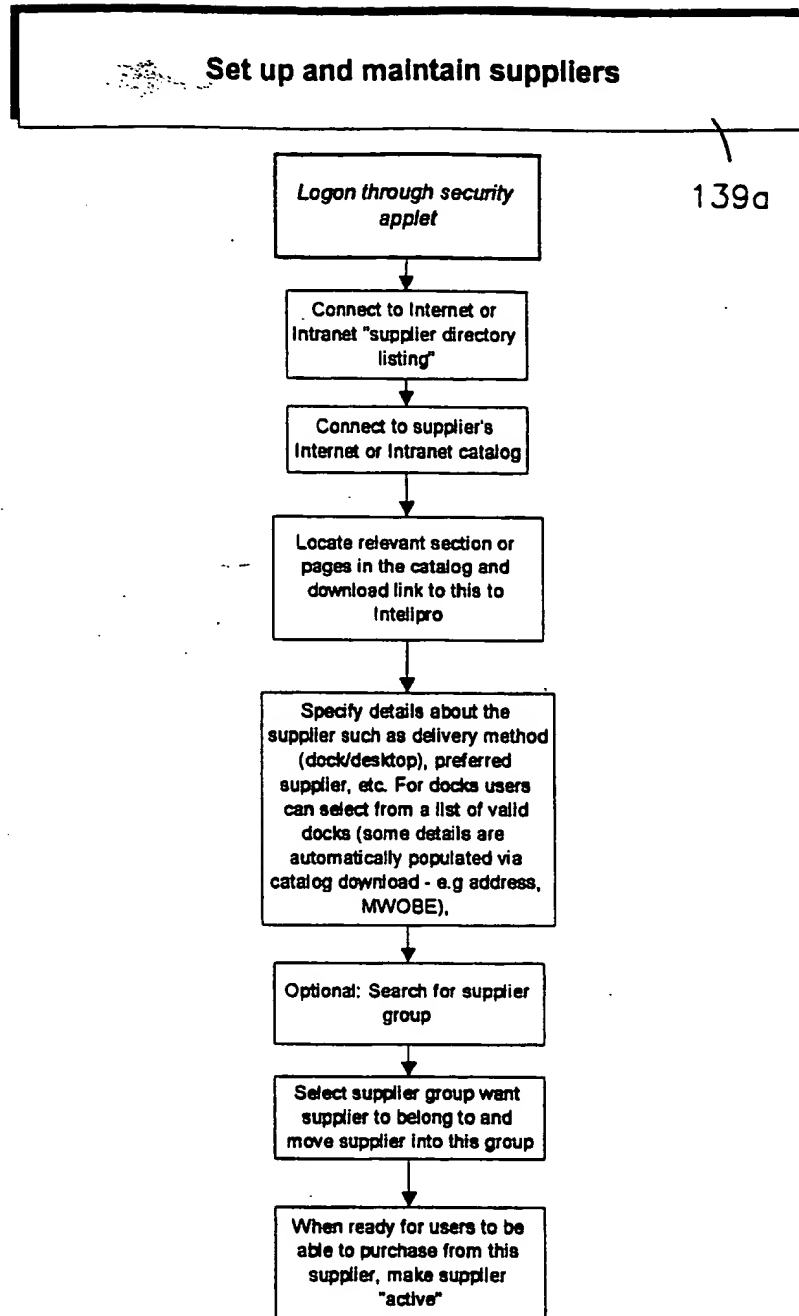 Set up and maintain suppliers
139a
Logon through security
applet
Connect to Internet or
Intranet "supplier directory
listing"
Connect to supplier's
Internet or Intranet catalog
Locate relevant section or
pages in the catalog and
download link to this to
Intelipro
Specify details about the
supplier such as delivery method
(dock/desktop), preferred
supplier, etc. For docks users
can select from a list of valid
docks (some details are
automatically populated via
catalog download - e.g address,
MWOBE),
Optional: Search for supplier
group
Select supplier group want
supplier to belong to and
move supplier into this group
When ready for users to be
able to purchase from this
supplier, make supplier
"active"